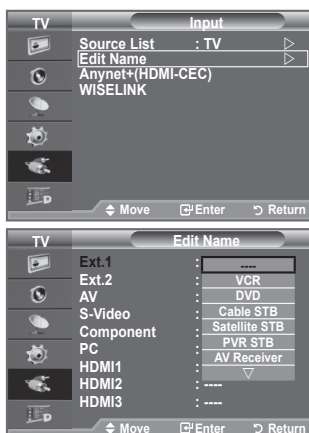 TV Input
Source List : TV ▷
Edit Name ▷
Anynet+(HDMI-CEC)
WISELINK
Move Enter Return
TV Edit Name
Ext.1 : ----
Ext.2 : VCR
AV : DVD
S-Video : Cable STB
Component : Satellite STB
PC : PVR STB
HDMI1 : AV Receiver
HDMI2 : ---- ▽
HDMI3 : ----
Move Enter Return